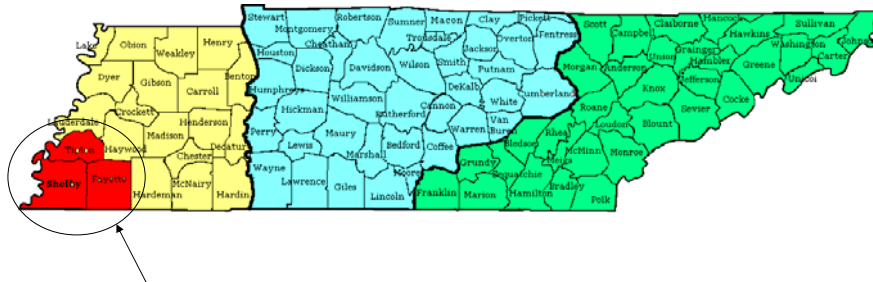 Lake
Obion
Weakley
Henry
Dyer
Gibson
Carroll
Benton
Lauderdale
Crockett
Haywood
Madison
Henderson
Decatur
Tipton
Shelby
Fayette
Hardeman
Chester
McNairy
Hardin
Stewart
Montgomery
Robertson
Sumner
Macon
Clay
Pickett
Houston
Cheatham
Trousdale
Overton
Fentress
Jackson
Dickson
Davidson
Wilson
Smith
Putnam
Humphreys
Williamson
DeKalb
Cumberland
Hickman
Rutherford
Cannon
White
Perry
Lewis
Maury
Marshall
Bedford
Coffee
Warren
Van
Buren
Wayne
Lawrence
Giles
Lincoln
Moore
Scott
Campbell
Claiborne
Hancock
Hawkins
Sullivan
Johnson
Washington
Carter
Unicoi
Greene
Union
Grainger
Hambler
Jefferson
Morgan
Anderson
Knox
Cocke
Sevier
Roane
Loudon
Blount
Monroe
McMinn
Rhea
Meigs
Bledsoe
Sequatchie
Grundy
Franklin
Marion
Hamilton
Bradley
Polk